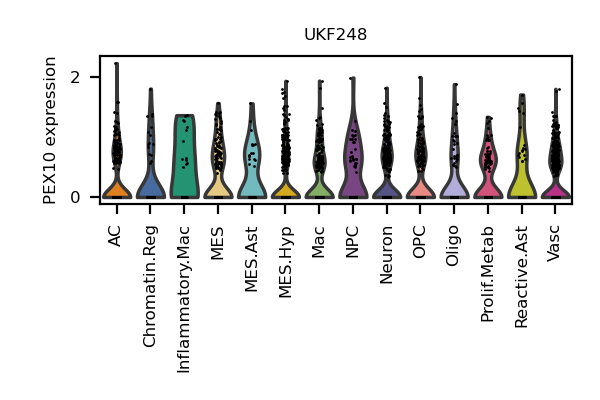 UKF248
PEX10 expression
2
0
AC
Chromatin.Reg
Inflammatory.Mac
MES
MES.Ast
MES.Hyp
Mac
NPC
Neuron
OPC
Oligo
Prolif.Metab
Reactive.Ast
Vasc